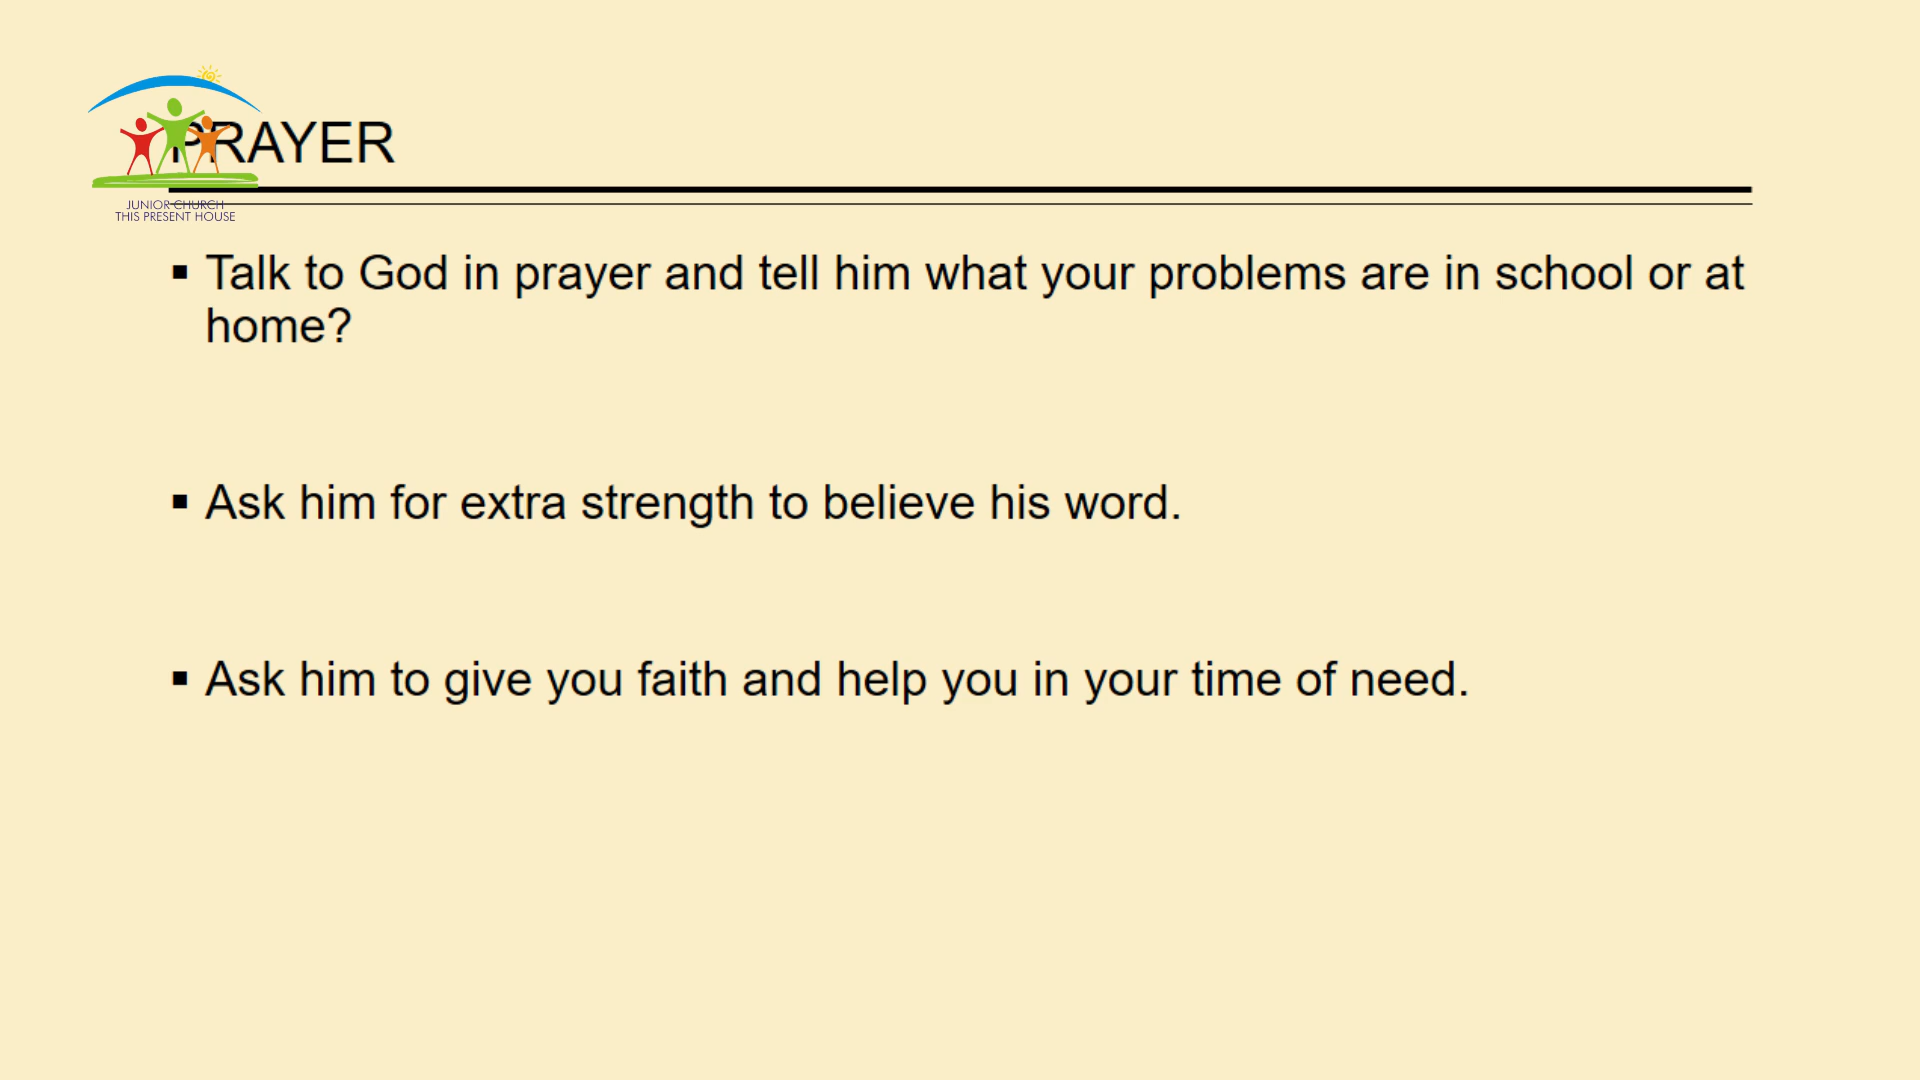 PRAYER
JUNIOR CHURCH
THIS PRESENT HOUSE
▪ Talk to God in prayer and tell him what your problems are in school or at
home?
▪ Ask him for extra strength to believe his word.
▪ Ask him to give you faith and help you in your time of need.